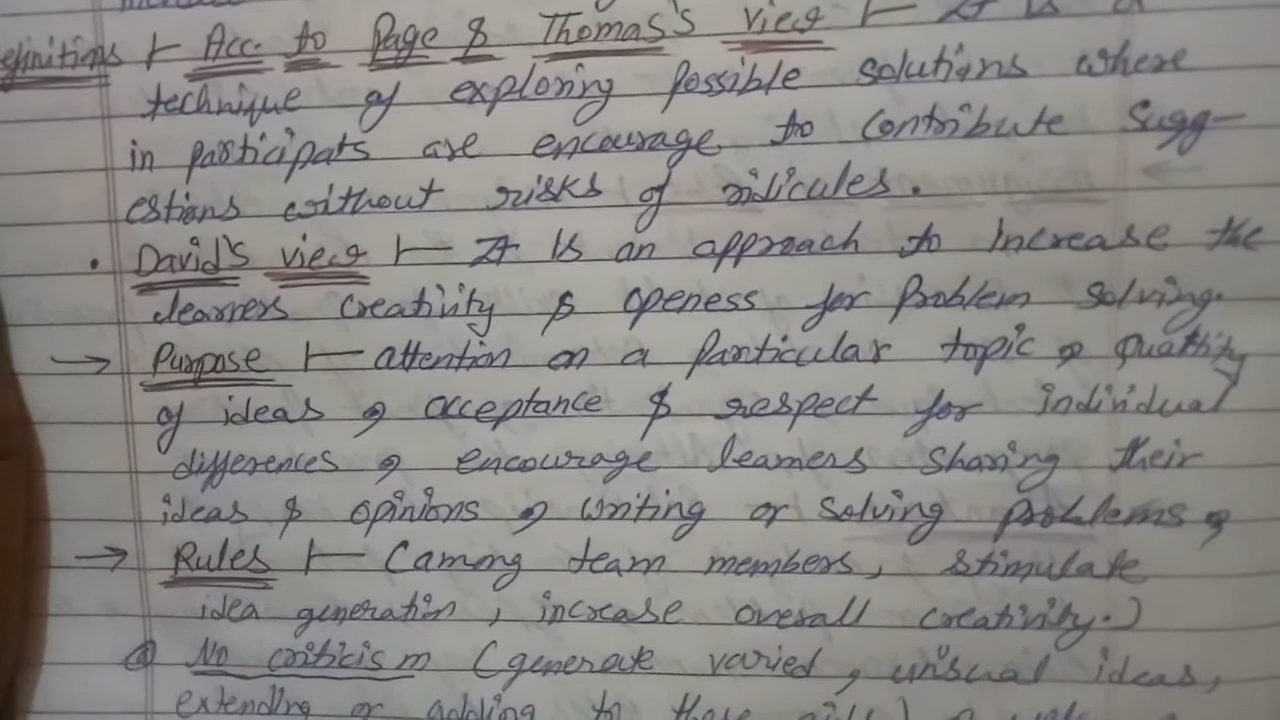 efinitions ⊢ Acc. to Page & Thomas's view ⊢ It is a
technique of exploring possible solutions where
in participats are encourage to contribute sugg-
estions without risks of ridicules.
• David's view ⊢ It is an approach to increase the
learners creativity & openess for problem solving.
→ Purpose ⊢ attention on a particular topic, quantity
of ideas, acceptance & respect for individual
differences, encourage learners sharing their
ideas & opinions, writing or solving problems,
→ Rules ⊢ (among team members, stimulate
idea generation, increase overall creativity.)
No criticism (generate varied, unusual ideas,
extending or adding to